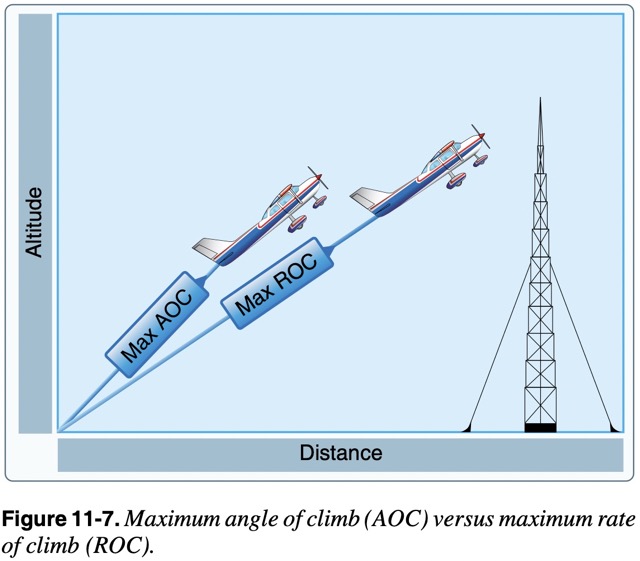 Altitude
Max AOC
Max ROC
Distance
Figure 11-7. Maximum angle of climb (AOC) versus maximum rate
of climb (ROC).